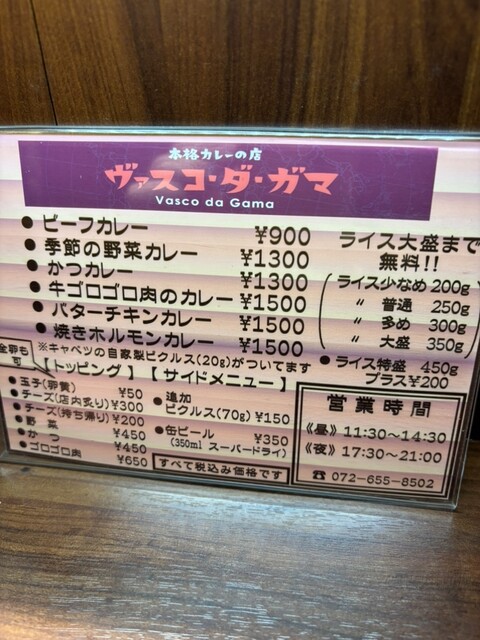 本格カレーの店
ヴァスコ・ダ・ガマ
Vasco da Gama
● ビーフカレー ¥900
● 季節の野菜カレー ¥1300
● かつカレー ¥1300
● 牛ゴロゴロ肉のカレー ¥1500
● バターチキンカレー ¥1500
● 焼きホルモンカレー ¥1500
※キャベツの自家製ピクルス(20g)がついてます
ライス大盛まで
無料!!
ライス少なめ 200g
〃 普通 250g
〃 多め 300g
〃 大盛 350g
● ライス特盛 450g
プラス¥200
全卵も
可
【トッピング】
● 玉子(卵黄) ¥50
● チーズ(店内炙り) ¥300
● チーズ(持ち帰り) ¥200
● 野菜 ¥450
● かつ ¥450
● ゴロゴロ肉 ¥650
【サイドメニュー】
● 追加
ピクルス(70g) ¥150
● 缶ビール ¥350
(350ml スーパードライ)
すべて税込み価格です
営業時間
《昼》11:30〜14:30
《夜》17:30〜21:00
☎ 072-655-8502